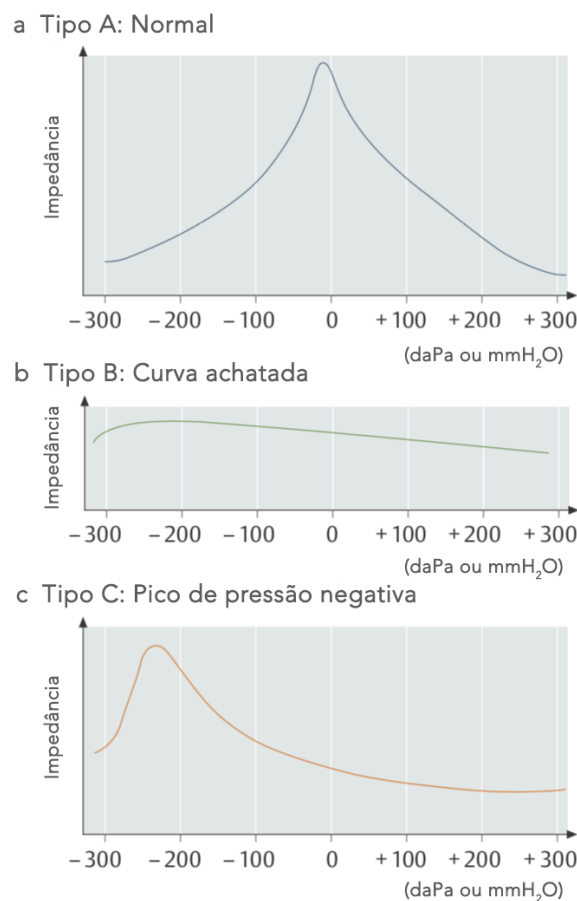 a Tipo A: Normal
Impedância
– 300 – 200 – 100 0 + 100 + 200 + 300
(daPa ou mmH₂O)
b Tipo B: Curva achatada
Impedância
– 300 – 200 – 100 0 + 100 + 200 + 300
(daPa ou mmH₂O)
c Tipo C: Pico de pressão negativa
Impedância
– 300 – 200 – 100 0 + 100 + 200 + 300
(daPa ou mmH₂O)